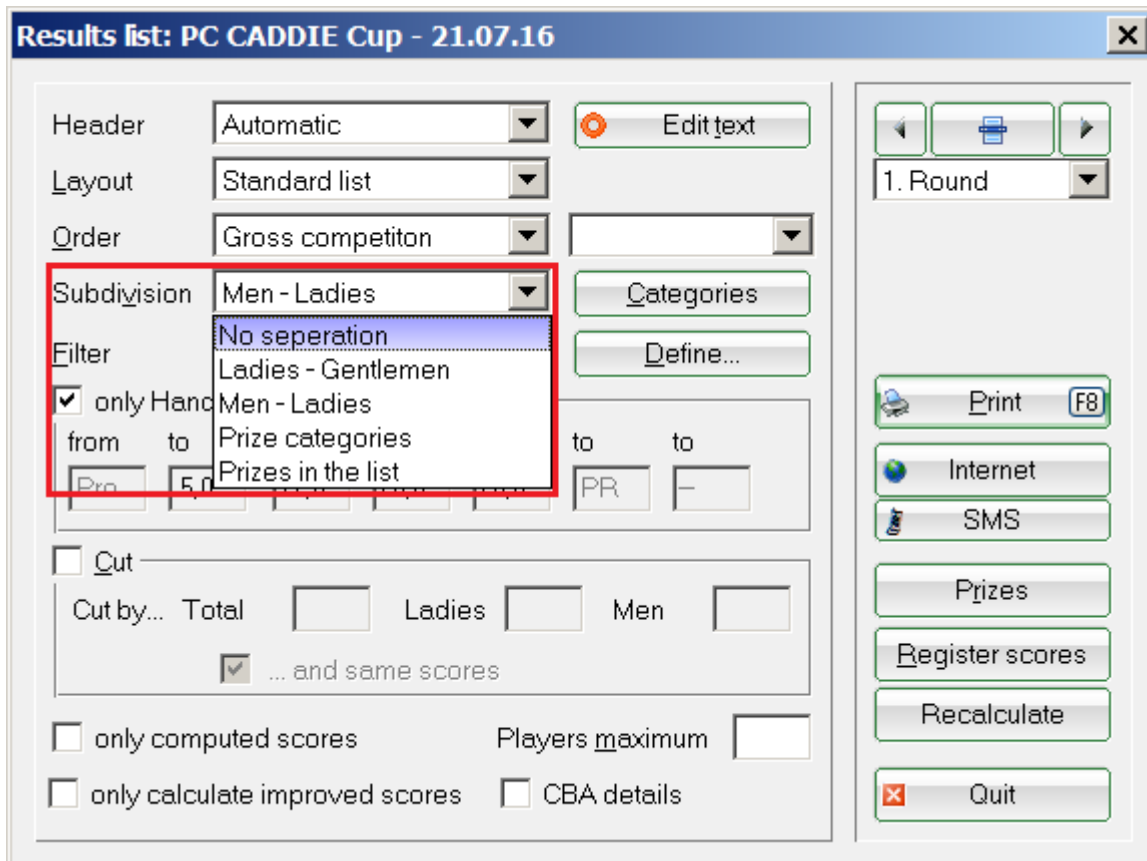 Results list: PC CADDIE Cup - 21.07.16
Header Automatic Edit text
Layout Standard list
Order Gross competiton
Subdivision Men - Ladies Categories
No seperation
Filter Define...
Ladies - Gentlemen
Men - Ladies
Prize categories
Prizes in the list
only
from to to to
5,0 PR –
Cut
Cut by... Total Ladies Men
... and same scores
only computed scores Players maximum
only calculate improved scores CBA details
1. Round
Print F8
Internet
SMS
Prizes
Register scores
Recalculate
Quit